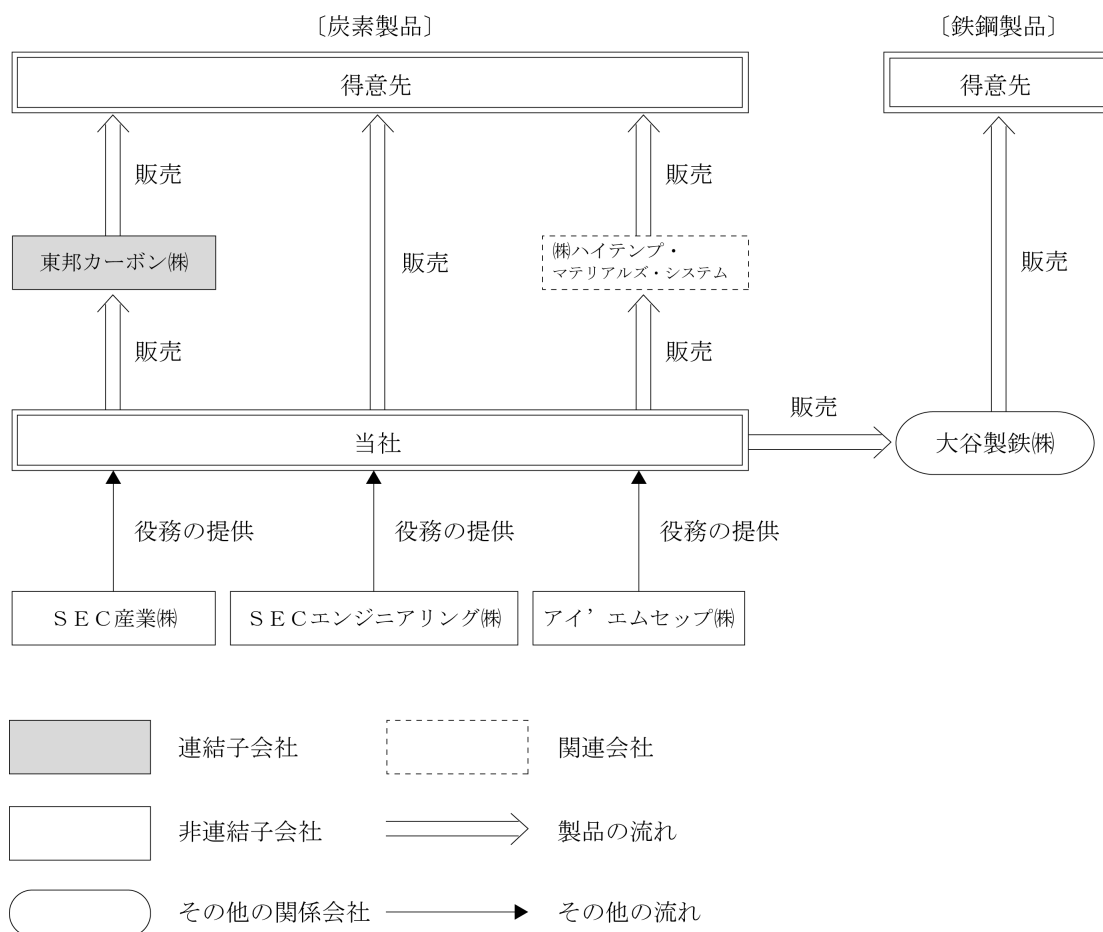 〔炭素製品〕
〔鉄鋼製品〕
得意先
得意先
販売
販売
東邦カーボン㈱
販売
㈱ハイテンプ・
マテリアルズ・システム
販売
販売
販売
販売
当社
大谷製鉄㈱
役務の提供
役務の提供
役務の提供
ＳＥＣ産業㈱
ＳＥＣエンジニアリング㈱
アイ’エムセップ㈱
連結子会社
関連会社
非連結子会社
製品の流れ
その他の関係会社
その他の流れ